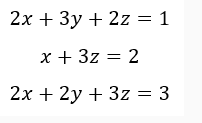 2x + 3y + 2z = 1
x + 3z = 2
2x + 2y + 3z = 3